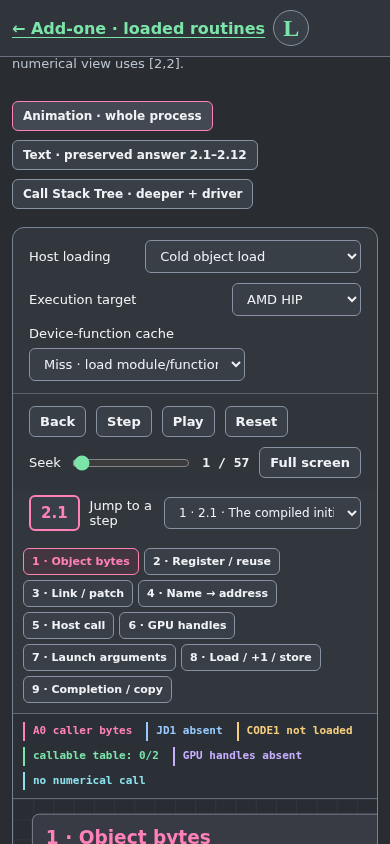 ← Add-one · loaded routines L
numerical view uses [2,2].
Animation · whole process
Text · preserved answer 2.1–2.12
Call Stack Tree · deeper + driver
Host loading Cold object load
Execution target AMD HIP
Device-function cache
Miss · load module/function
Back Step Play Reset
Seek 1 / 57 Full screen
2.1 Jump to a step 1 · 2.1 · The compiled initi
1 · Object bytes 2 · Register / reuse
3 · Link / patch 4 · Name → address
5 · Host call 6 · GPU handles
7 · Launch arguments 8 · Load / +1 / store
9 · Completion / copy
A0 caller bytes JD1 absent CODE1 not loaded
callable table: 0/2 GPU handles absent
no numerical call
1 · Object bytes